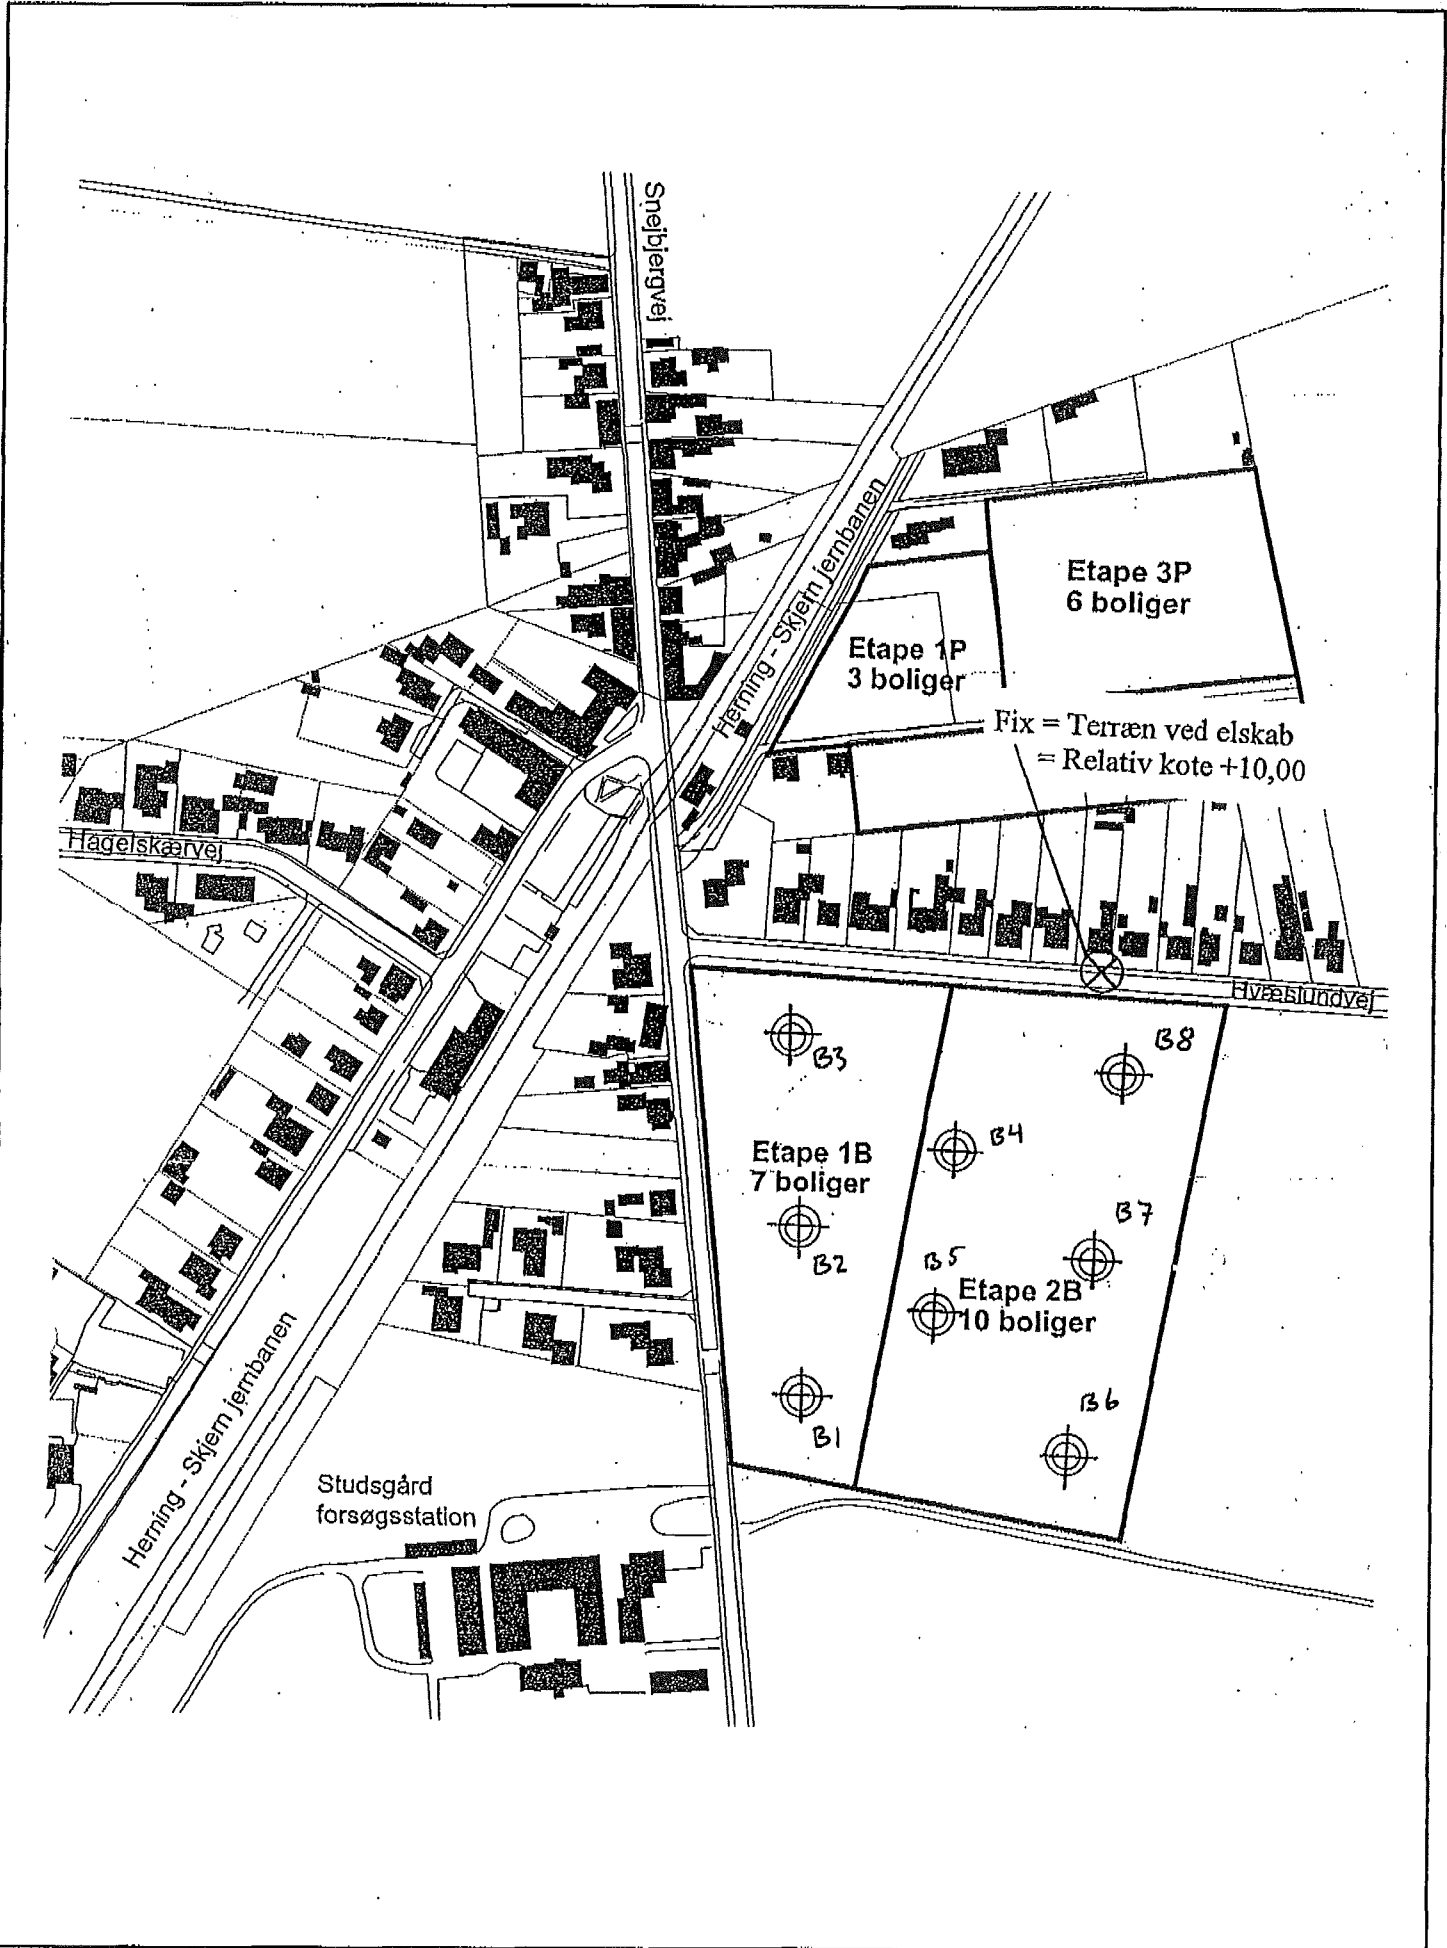 Snejbjergvej
Herning - Skjern jernbanen
Etape 3P
6 boliger
Etape 1P
3 boliger
Fix = Terræn ved elskab
= Relativ kote +10,00
Hagelskærvej
Hvæslundvej
B3
B8
B4
Etape 1B
7 boliger
B7
B2
B5
Etape 2B
10 boliger
B6
B1
Herning - Skjern jernbanen
Studsgård
forsøgsstation